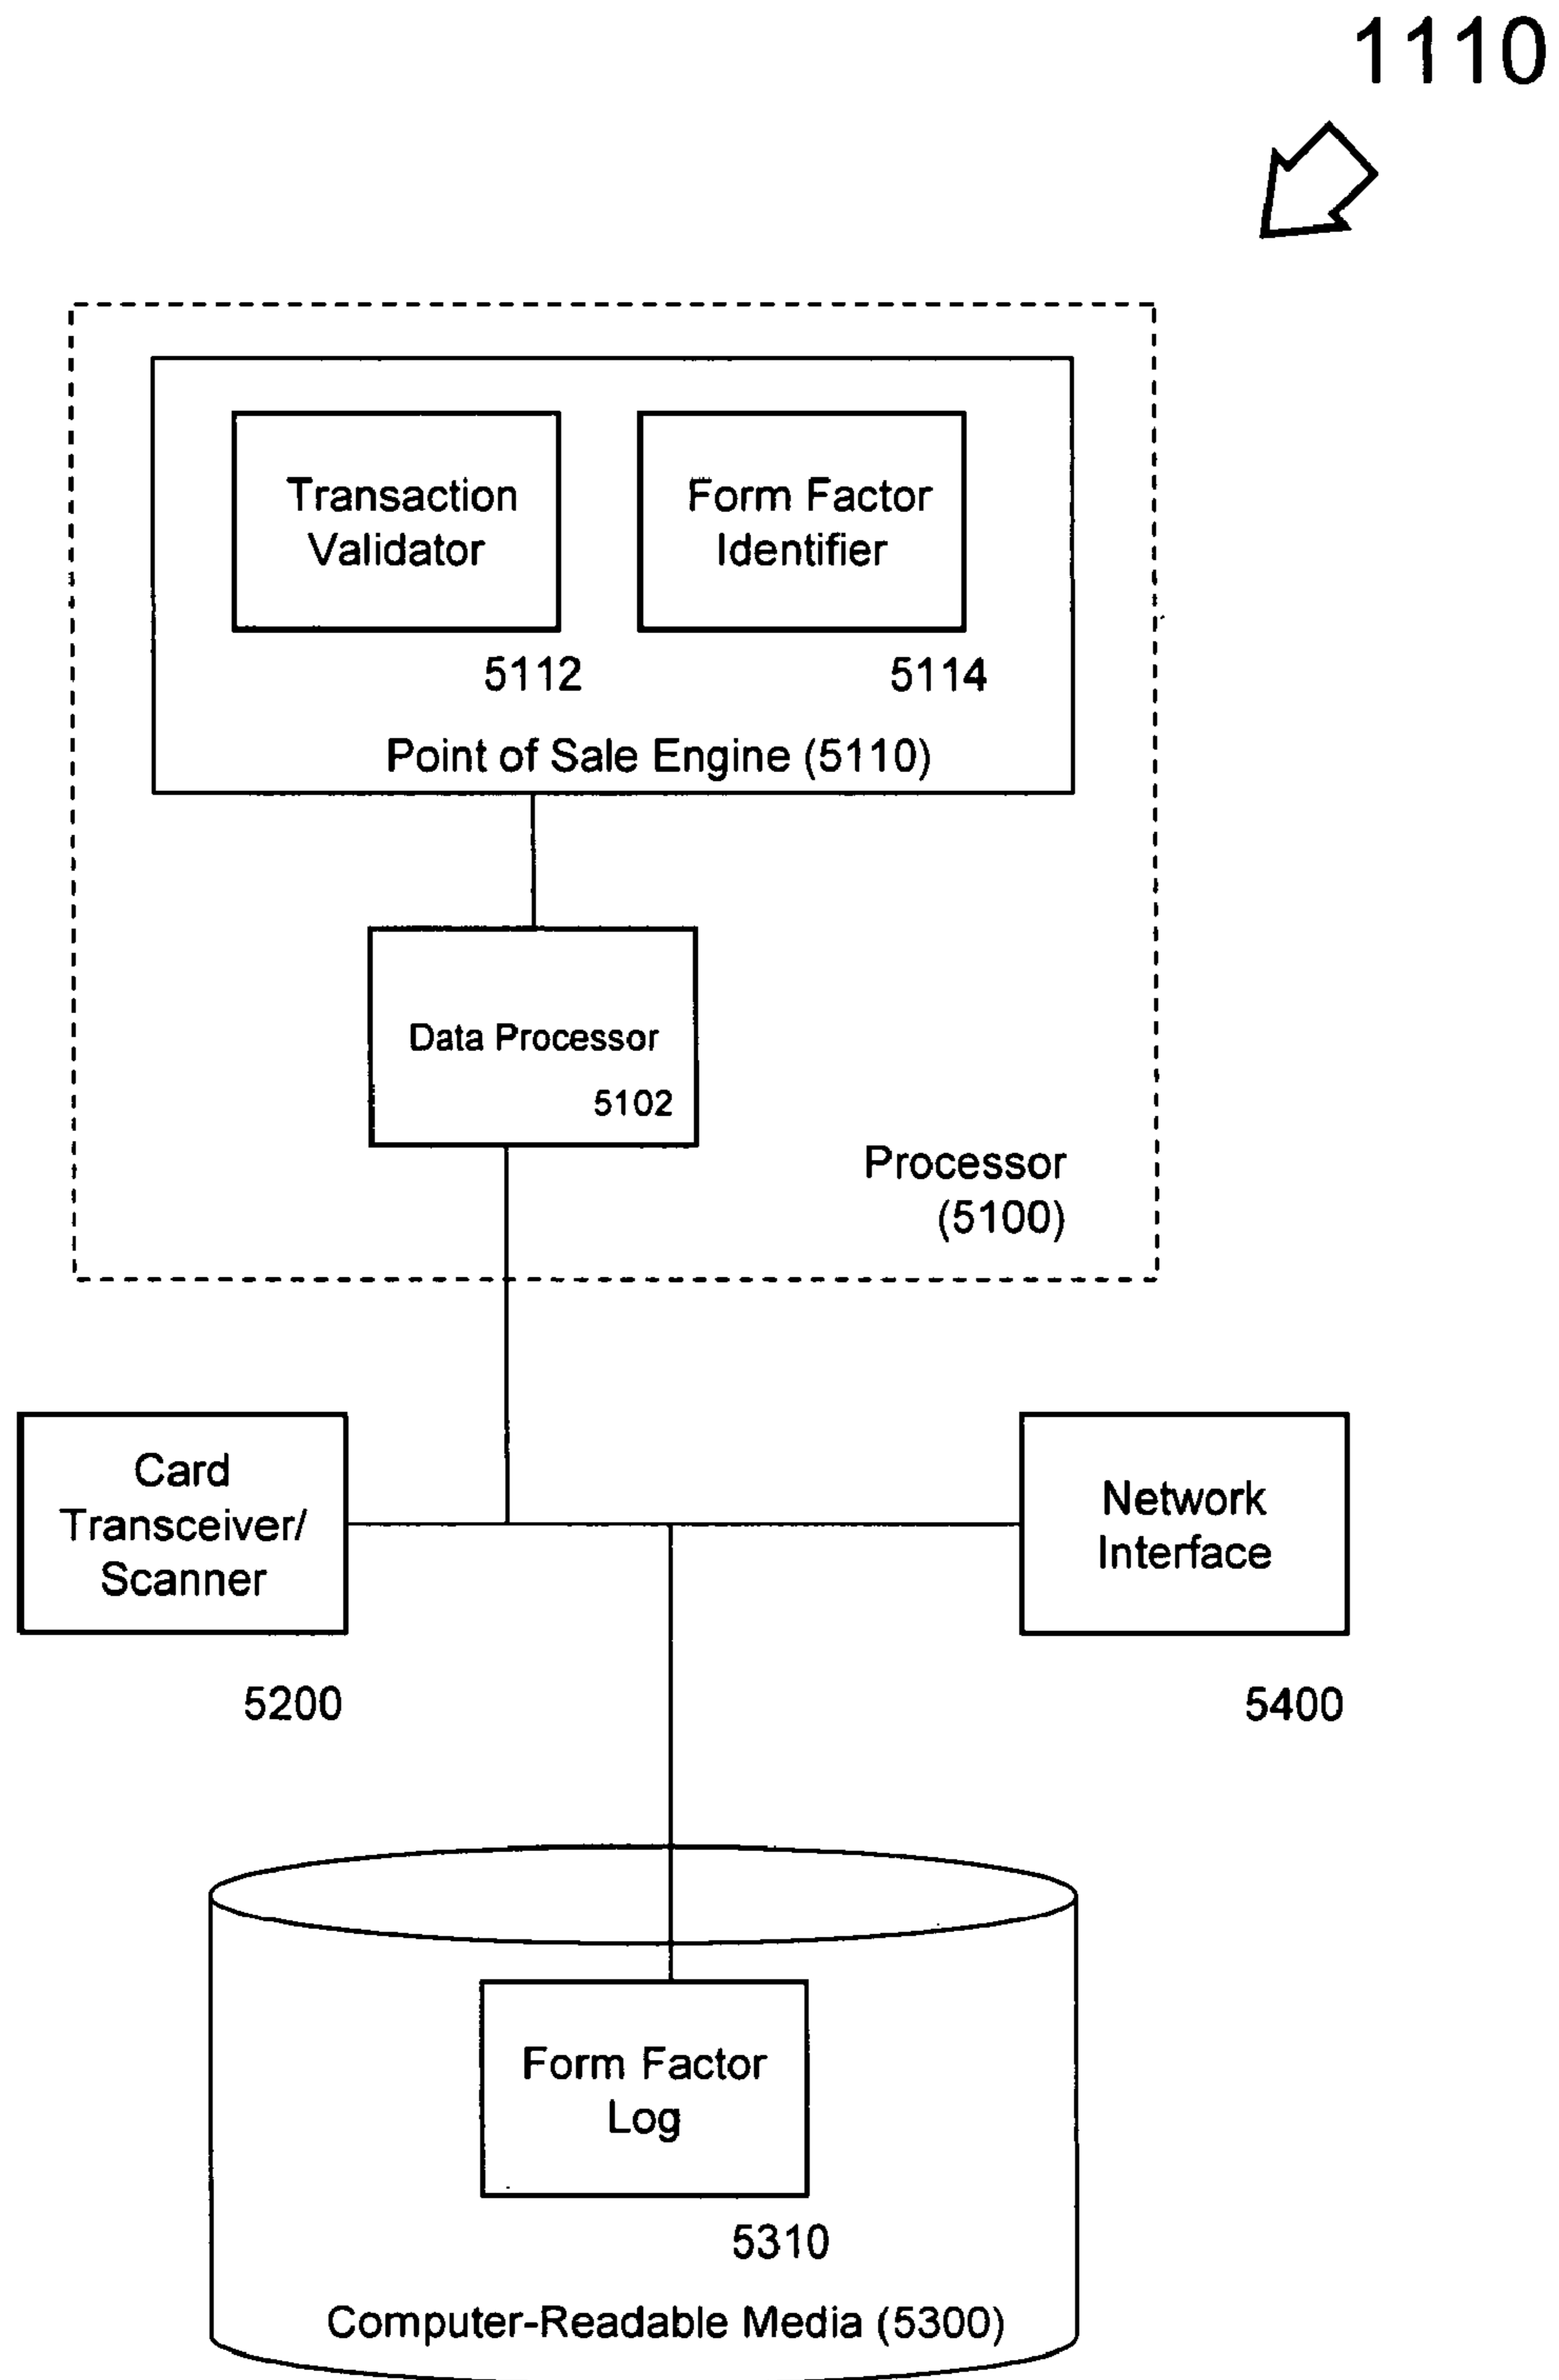 1110
Transaction
Validator
5112
Form Factor
Identifier
5114
Point of Sale Engine (5110)
Data Processor
5102
Processor
(5100)
Card
Transceiver/
Scanner
5200
Network
Interface
5400
Form Factor
Log
5310
Computer-Readable Media (5300)